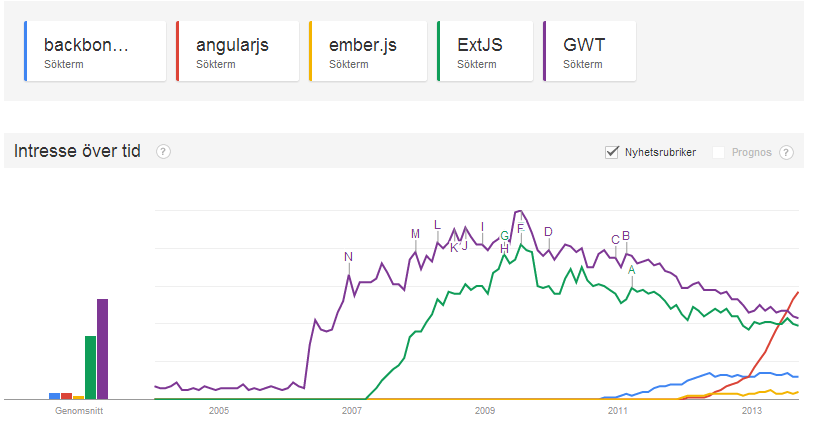 backbon...
angularjs
ember.js
ExtJS
GWT
Sökterm
Sökterm
Sökterm
Sökterm
Sökterm
Intresse över tid ?
Nyhetsrubriker
Prognos ?
N
M
L
K
J
I
G
H
F
D
C
B
A
Genomsnitt
2005
2007
2009
2011
2013